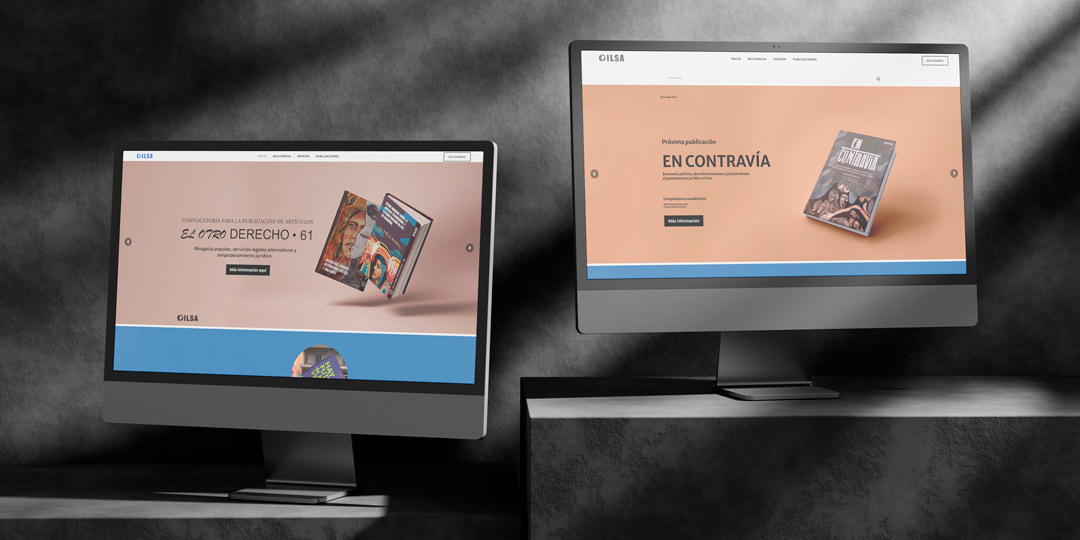 ILSA
INICIO MULTIMEDIA OPINIÓN PUBLICACIONES
ACTIVIDADES
CONVOCATORIA PARA LA PUBLICACIÓN DE ARTÍCULOS
EL OTRO DERECHO • 61
Abogacía popular, servicios legales alternativos y
empoderamiento jurídico
Más información aquí
ILSA
ILSA
INICIO MULTIMEDIA OPINIÓN PUBLICACIONES
ACTIVIDADES
Próxima publicación
EN CONTRAVÍA
Economía política, derechos humanos y justicia desde
el pensamiento jurídico crítico
Compiladores académicos:
Más información
EN
CONTRAVÍA